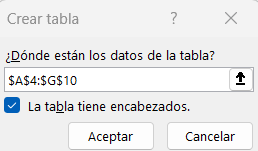 Crear tabla ? ×
¿Dónde están los datos de la tabla?
$A$4:$G$10
La tabla tiene encabezados.
Aceptar Cancelar